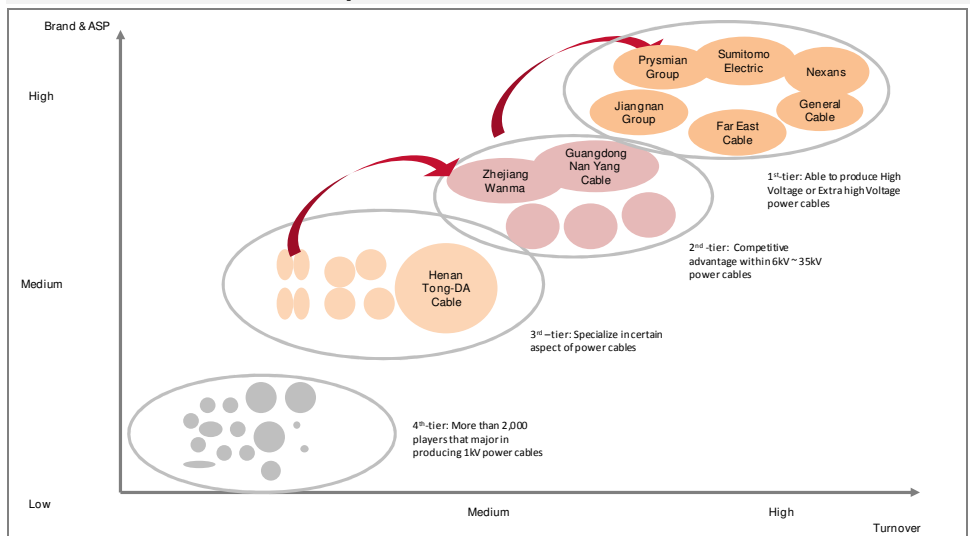 Brand & ASP
High
Medium
Low
Prysmian
Group
Sumitomo
Electric
Nexans
Jiangnan
Group
General
Cable
Far East
Cable
1st-tier: Able to produce High
Voltage or Extra high Voltage
power cables
Zhejiang
Wanma
Guangdong
Nan Yang
Cable
2nd -tier: Competitive
advantage within 6kV ~ 35kV
power cables
Henan
Tong-DA
Cable
3rd –tier: Specialize in certain
aspect of power cables
4th-tier: More than 2,000
players that major in
producing 1kV power cables
Medium
High
Turnover